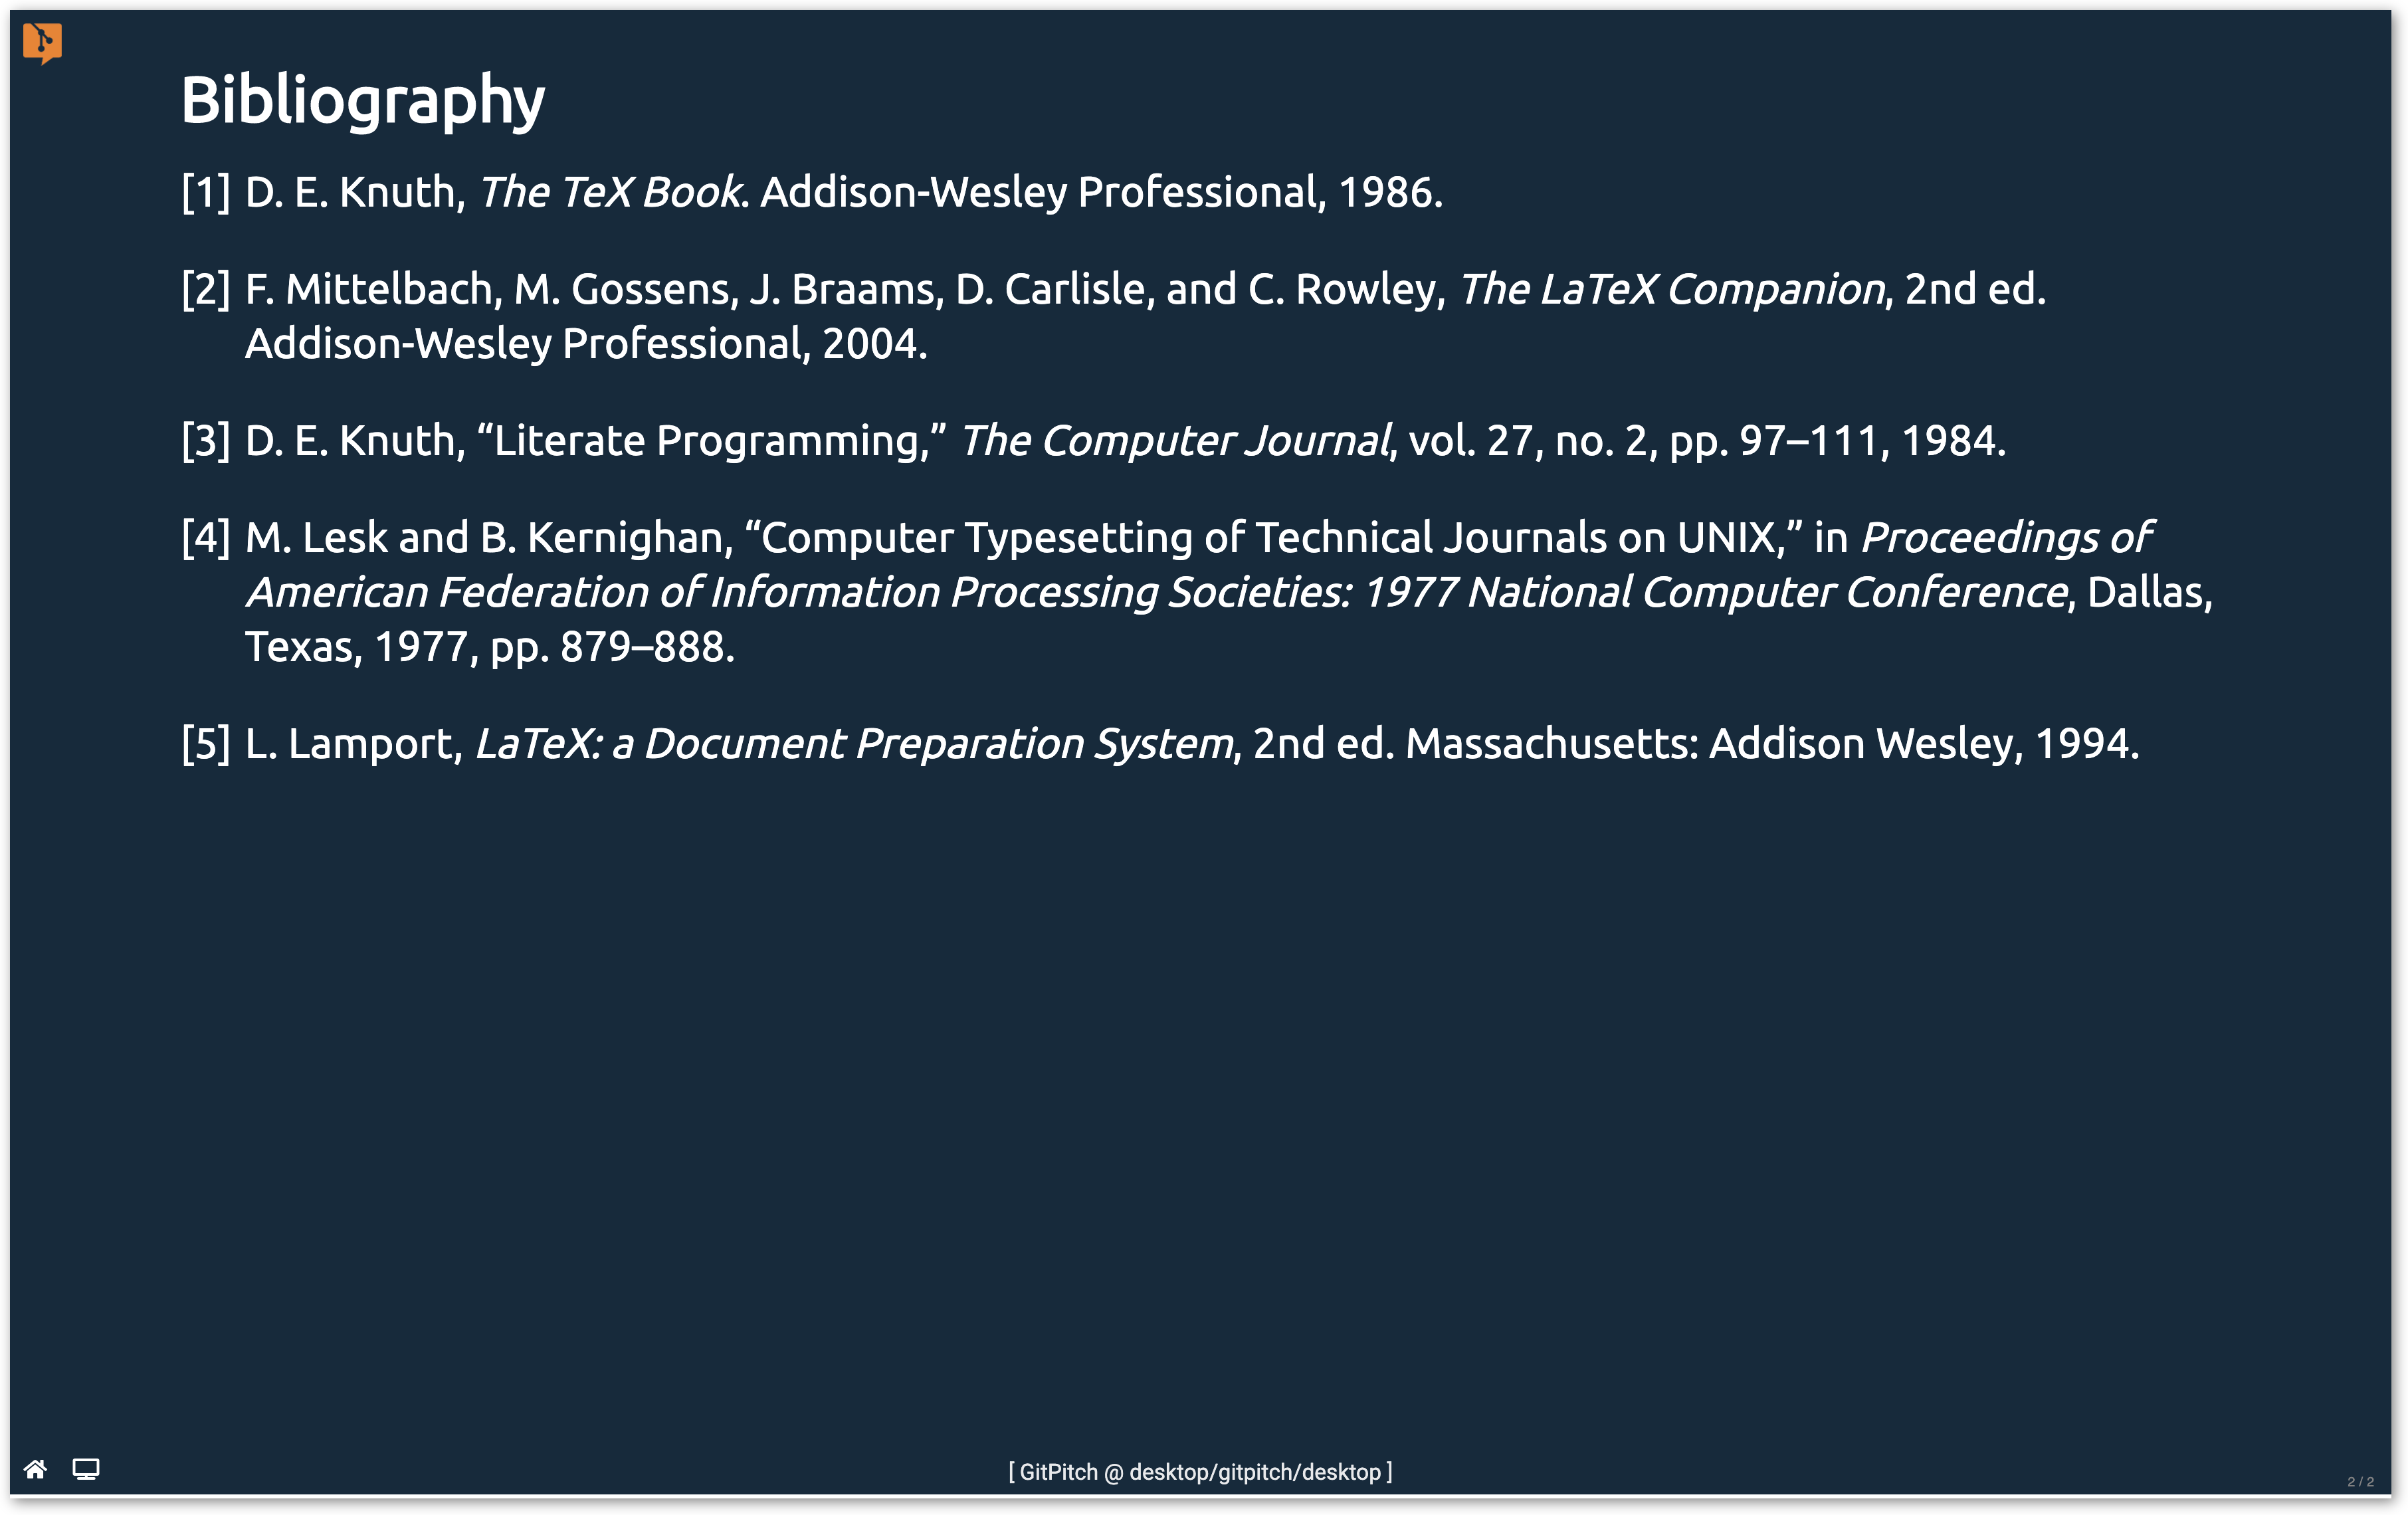 Bibliography
[1] D. E. Knuth, The TeX Book. Addison-Wesley Professional, 1986.
[2] F. Mittelbach, M. Gossens, J. Braams, D. Carlisle, and C. Rowley, The LaTeX Companion, 2nd ed.
Addison-Wesley Professional, 2004.
[3] D. E. Knuth, “Literate Programming,” The Computer Journal, vol. 27, no. 2, pp. 97–111, 1984.
[4] M. Lesk and B. Kernighan, “Computer Typesetting of Technical Journals on UNIX,” in Proceedings of
American Federation of Information Processing Societies: 1977 National Computer Conference, Dallas,
Texas, 1977, pp. 879–888.
[5] L. Lamport, LaTeX: a Document Preparation System, 2nd ed. Massachusetts: Addison Wesley, 1994.
[ GitPitch @ desktop/gitpitch/desktop ]
2 / 2